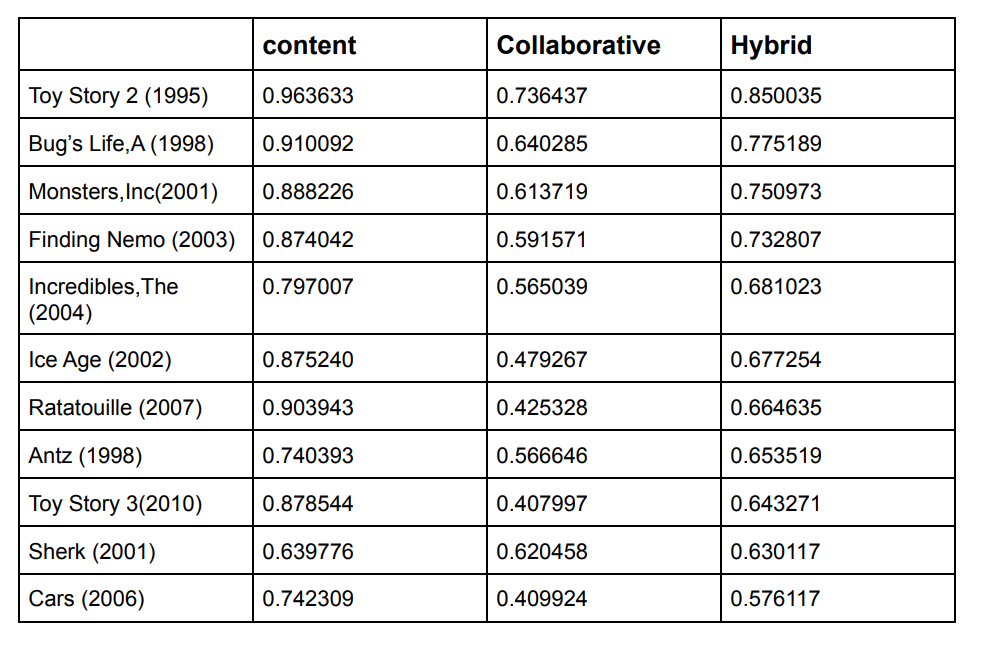 content Collaborative Hybrid
Toy Story 2 (1995) 0.963633 0.736437 0.850035
Bug’s Life,A (1998) 0.910092 0.640285 0.775189
Monsters,Inc(2001) 0.888226 0.613719 0.750973
Finding Nemo (2003) 0.874042 0.591571 0.732807
Incredibles,The 0.797007 0.565039 0.681023
(2004)
Ice Age (2002) 0.875240 0.479267 0.677254
Ratatouille (2007) 0.903943 0.425328 0.664635
Antz (1998) 0.740393 0.566646 0.653519
Toy Story 3(2010) 0.878544 0.407997 0.643271
Sherk (2001) 0.639776 0.620458 0.630117
Cars (2006) 0.742309 0.409924 0.576117